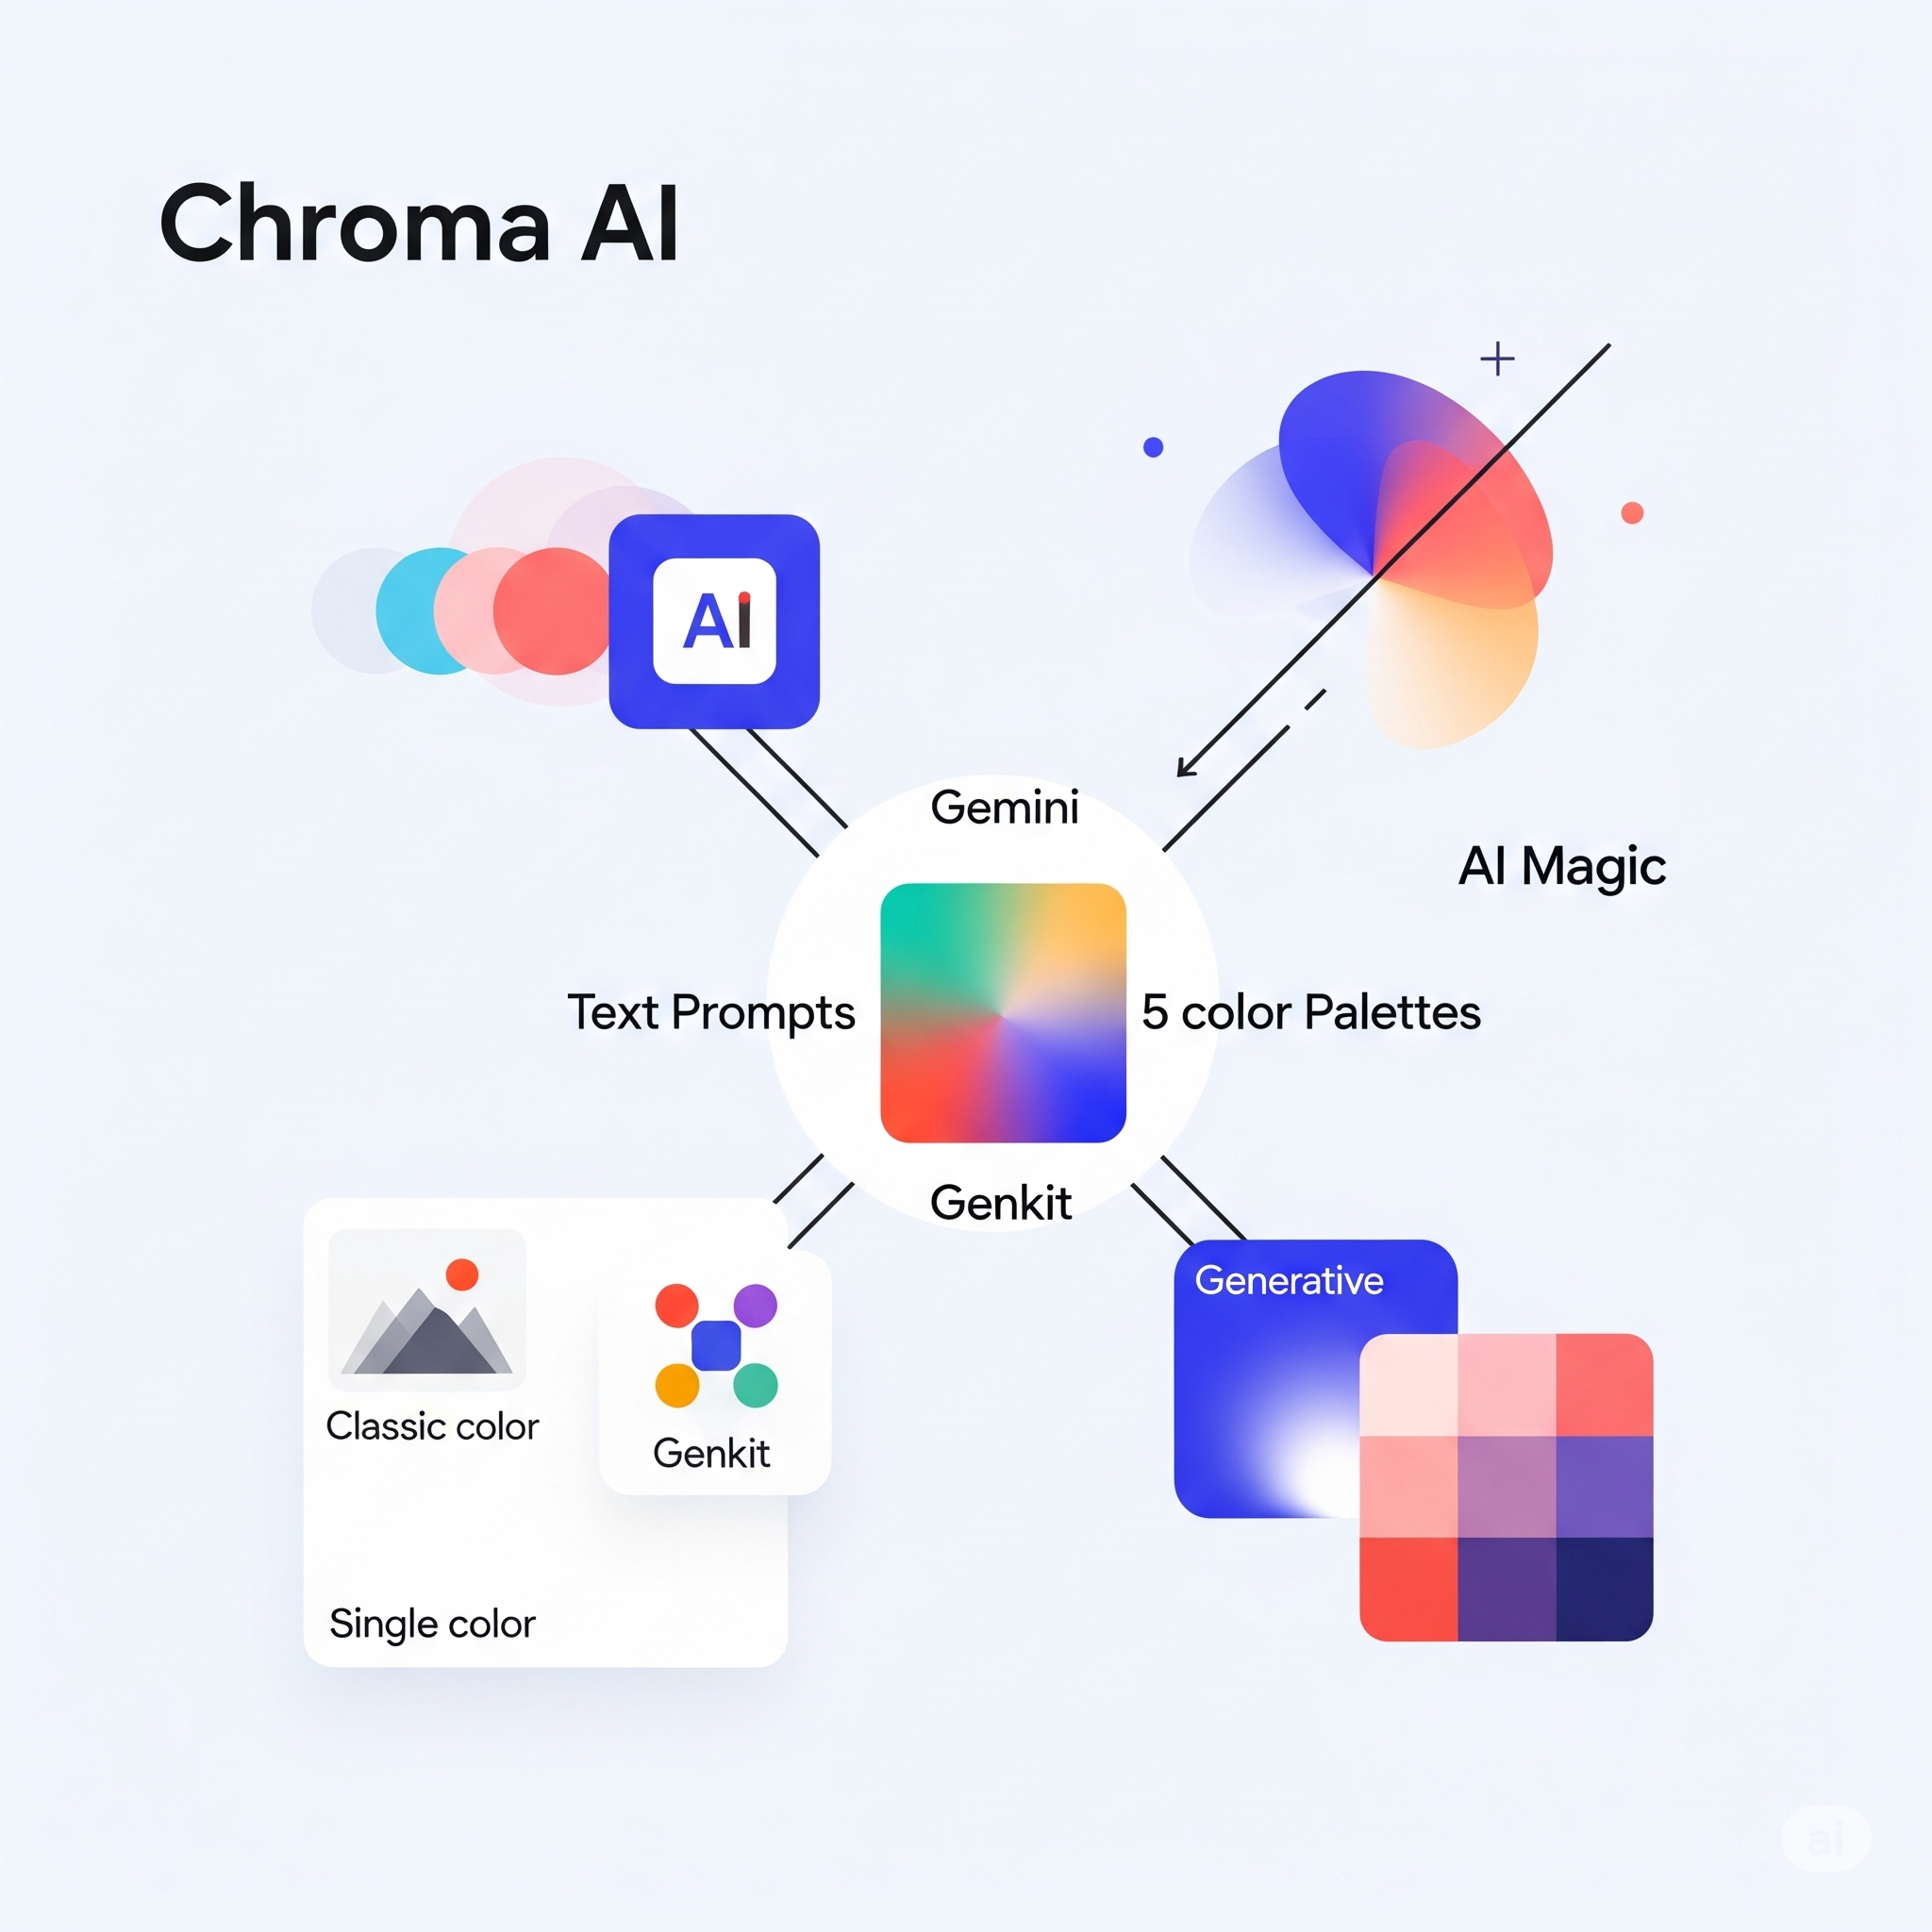 Chroma AI
AI
Gemini
AI Magic
Text Prompts
5 color Palettes
Genkit
Generative
Classic color
Genkit
Single color
ai